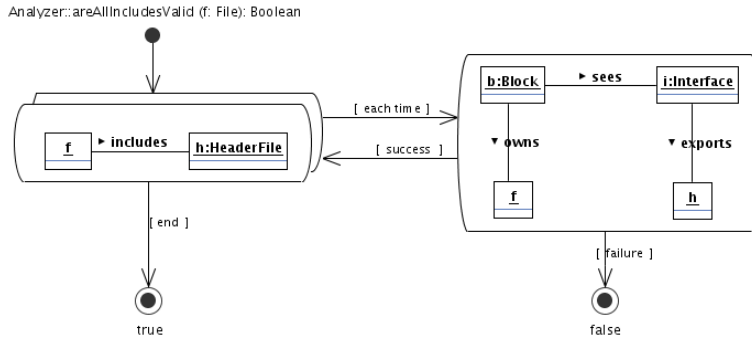 Analyzer::areAllIncludesValid (f: File): Boolean
b:Block
sees
i:Interface
[ each time ]
f
includes
h:HeaderFile
[ success ]
owns
exports
f
h
[ end ]
[ failure ]
true
false